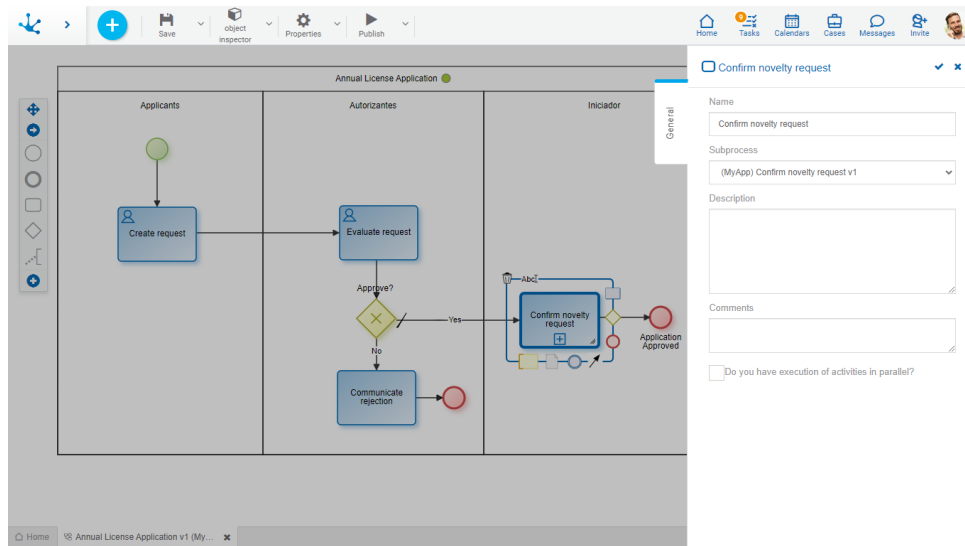 Save
object
inspector
Properties
Publish
Home
9
Tasks
Calendars
Cases
Messages
Invite
Annual License Application
Applicants
Autorizantes
Iniciador
Create request
Evaluate request
Approve?
Yes
No
Communicate
rejection
Abc
Confirm novelty
request
Application
Approved
General
Confirm novelty request
Name
Confirm novelty request
Subprocess
(MyApp) Confirm novelty request v1
Description
Comments
Do you have execution of activities in parallel?
Home
Annual License Application v1 (My...